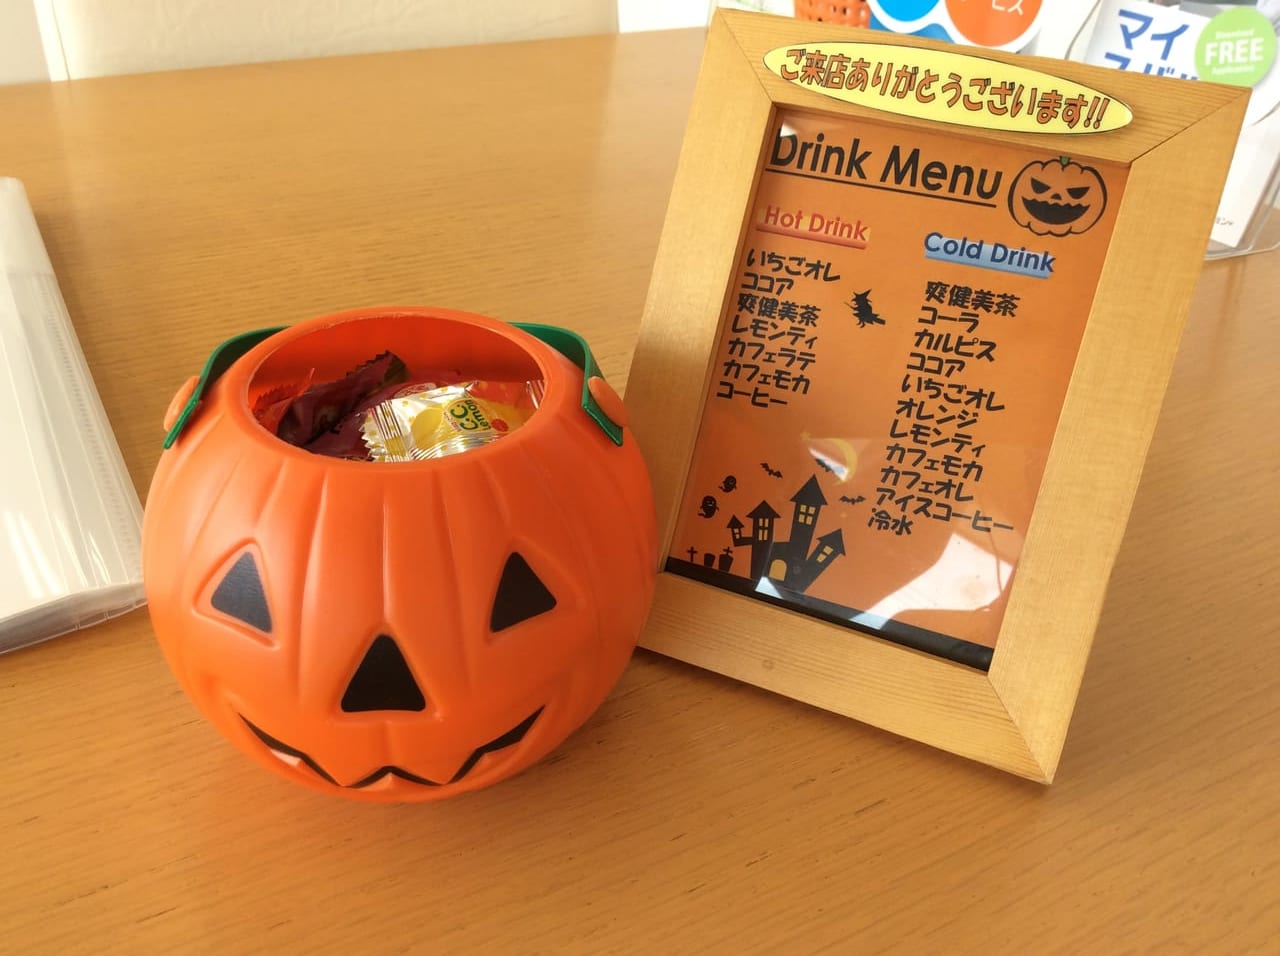 ービス
マイ
Download
FREE
Application
ご来店ありがとうございます!!
Drink Menu
Hot Drink
いちごオレ
ココア
爽健美茶
レモンティ
カフェラテ
カフェモカ
コーヒー
Cold Drink
爽健美茶
コーラ
カルピス
ココア
いちごオレ
オレンジ
レモンティ
カフェモカ
カフェオレ
アイスコーヒー
冷水
C.C
Lemon